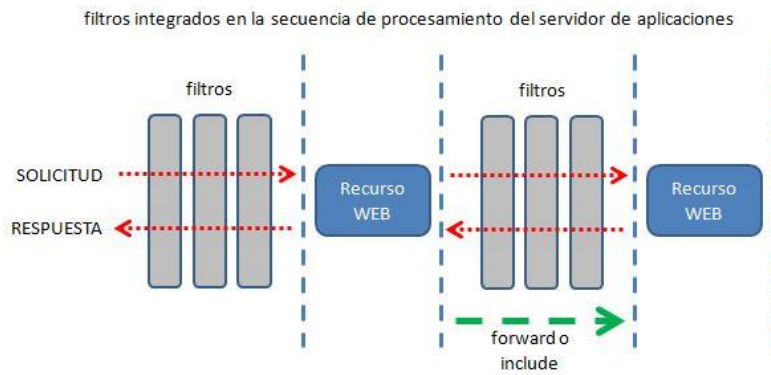 filtros integrados en la secuencia de procesamiento del servidor de aplicaciones
filtros
filtros
SOLICITUD
RESPUESTA
Recurso
WEB
Recurso
WEB
forward o
include